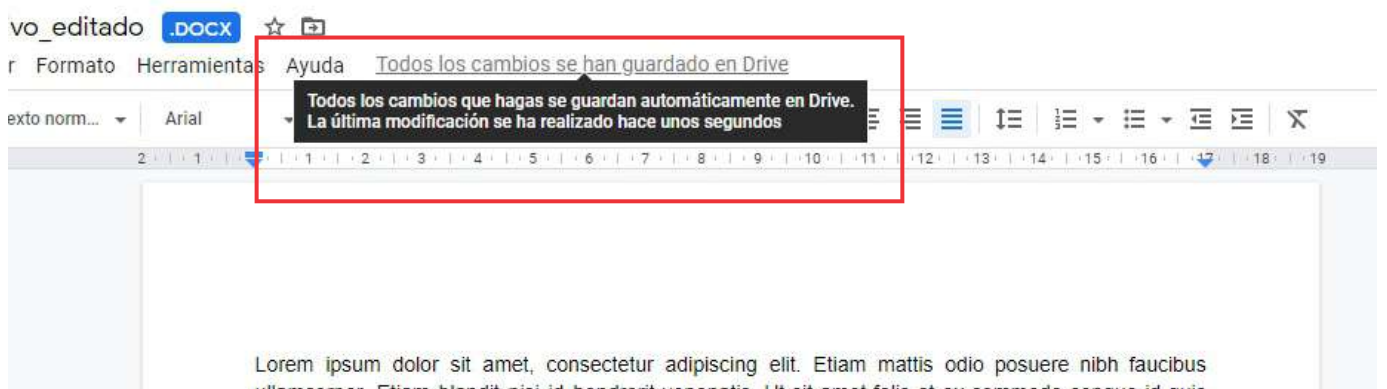 vo_editado .DOCX
r Formato Herramientas Ayuda Todos los cambios se han guardado en Drive
Todos los cambios que hagas se guardan automáticamente en Drive.
La última modificación se ha realizado hace unos segundos
exto norm... Arial
2 1 1 2 3 4 5 6 7 8 9 10 11 12 13 14 15 16 17 18 19
Lorem ipsum dolor sit amet, consectetur adipiscing elit. Etiam mattis odio posuere nibh faucibus